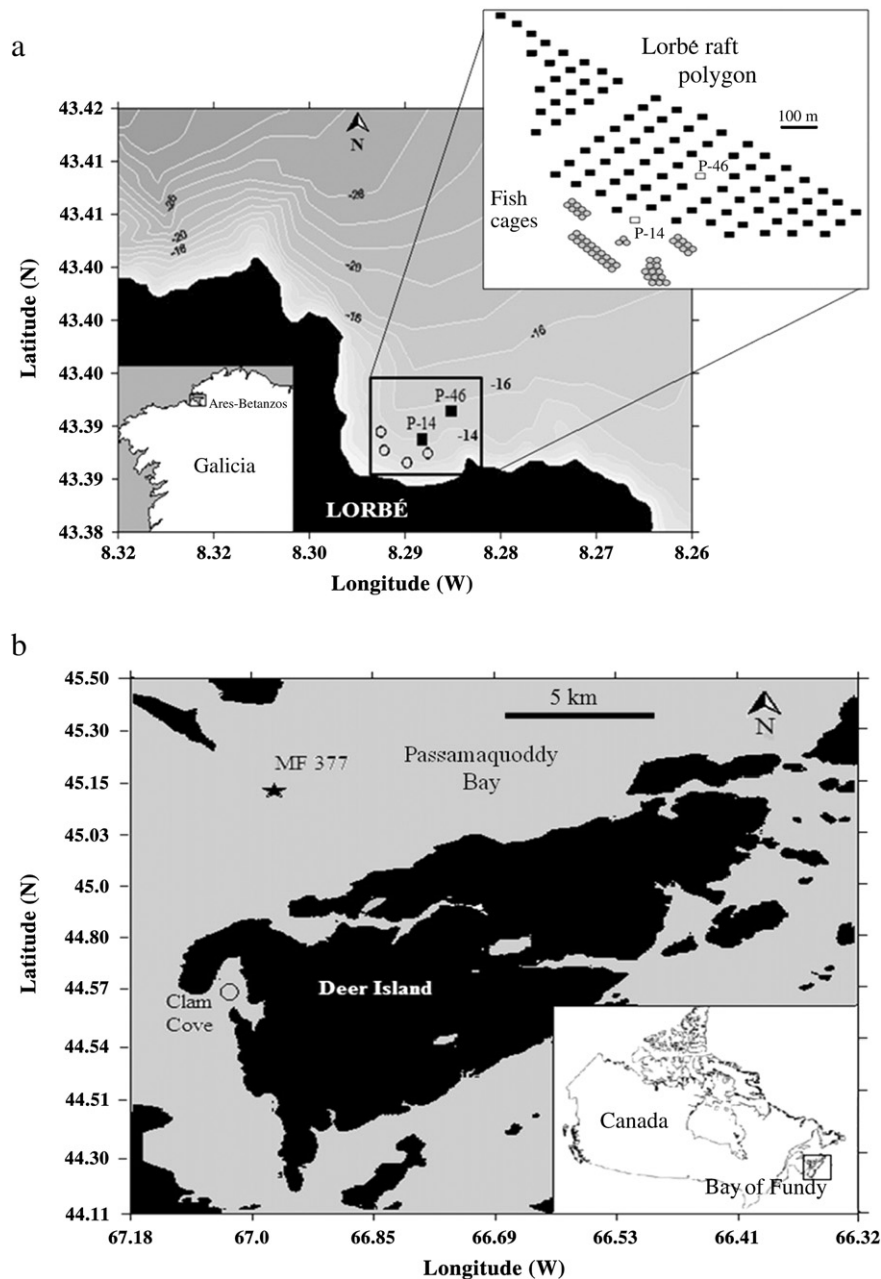 a
Lorbé raft
polygon
100 m
P-46
Fish
cages
P-14
43.42
43.41
43.41
43.40
43.40
43.40
43.39
43.39
43.38
Latitude (N)
N
-26
-20
-16
-26
-20
-16
-16
-16
P-46
P-14
-14
Ares-Betanzos
Galicia
LORBÉ
8.32
8.32
8.30
8.29
8.28
8.27
8.26
Longitude (W)
b
45.50
45.30
45.15
45.03
45.0
44.80
44.57
44.54
44.51
44.30
44.11
Latitude (N)
5 km
N
MF 377
Passamaquoddy
Bay
Clam
Cove
Deer Island
Canada
Bay of Fundy
67.18
67.0
66.85
66.69
66.53
66.41
66.32
Longitude (W)